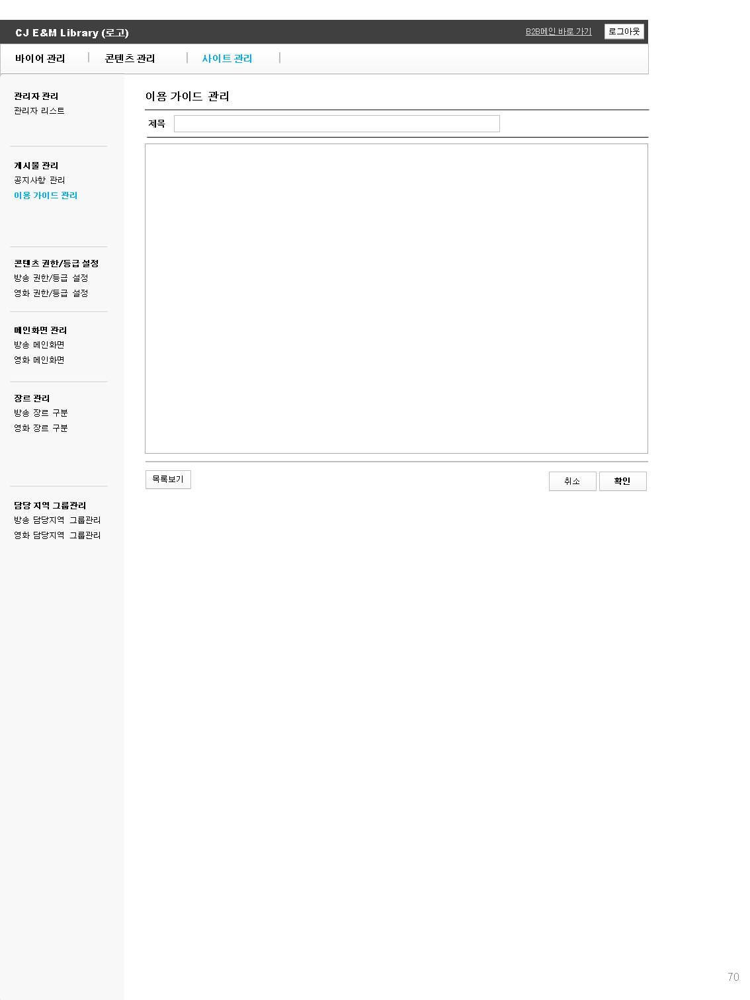 CJ E&M Library (로고)
B2B메인 바로 가기
로그아웃
바이어 관리
콘텐츠 관리
사이트 관리
관리자 관리
관리자 리스트
게시물 관리
공지사항 관리
이용 가이드 관리
콘텐츠 권한/등급 설정
방송 권한/등급 설정
영화 권한/등급 설정
메인화면 관리
방송 메인화면
영화 메인화면
장르 관리
방송 장르 구분
영화 장르 구분
담당 지역 그룹관리
방송 담당지역 그룹관리
영화 담당지역 그룹관리
이용 가이드 관리
제목
목록보기
취소
확인
70